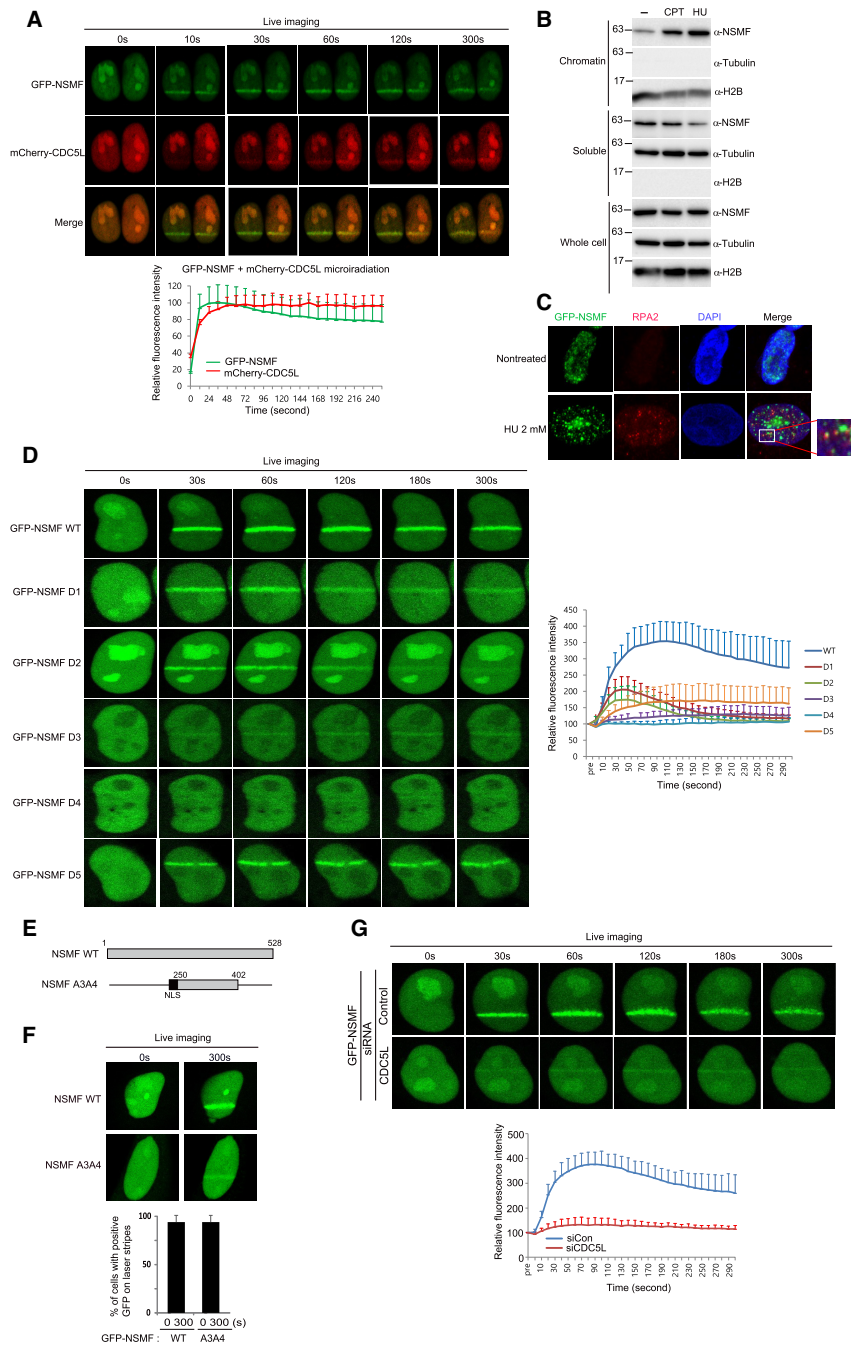 A
Live imaging
0s 10s 30s 60s 120s 300s
GFP-NSMF
mCherry-CDC5L
Merge
GFP-NSMF + mCherry-CDC5L microiradiation
Relative fluorescence intensity
120
100
80
60
40
20
0
GFP-NSMF
mCherry-CDC5L
0 24 48 72 96 120 144 168 192 216 240
Time (second)
B
– CPT HU
Chromatin
63 α-NSMF
63 α-Tubulin
17 α-H2B
Soluble
63 α-NSMF
63 α-Tubulin
17 α-H2B
Whole cell
63 α-NSMF
63 α-Tubulin
17 α-H2B
C
GFP-NSMF RPA2 DAPI Merge
Nontreated
HU 2 mM
D
Live imaging
0s 30s 60s 120s 180s 300s
GFP-NSMF WT
GFP-NSMF D1
GFP-NSMF D2
GFP-NSMF D3
GFP-NSMF D4
GFP-NSMF D5
Relative fluorescence intensity
450
400
350
300
250
200
150
100
50
0
WT
D1
D2
D3
D4
D5
pre 10 30 50 70 90 110 130 150 170 190 210 230 250 270 290
Time (second)
E
1 528
NSMF WT
250 402
NSMF A3A4
NLS
F
Live imaging
0s 300s
NSMF WT
NSMF A3A4
% of cells with positive
GFP on laser stripes
100
50
0
0 300 0 300 (s)
GFP-NSMF : WT A3A4
G
Live imaging
0s 30s 60s 120s 180s 300s
GFP-NSMF
siRNA
Control
CDC5L
Relative fluorescence intensity
500
400
300
200
100
0
siCon
siCDC5L
pre 10 30 50 70 90 110 130 150 170 190 210 230 250 270 290
Time (second)